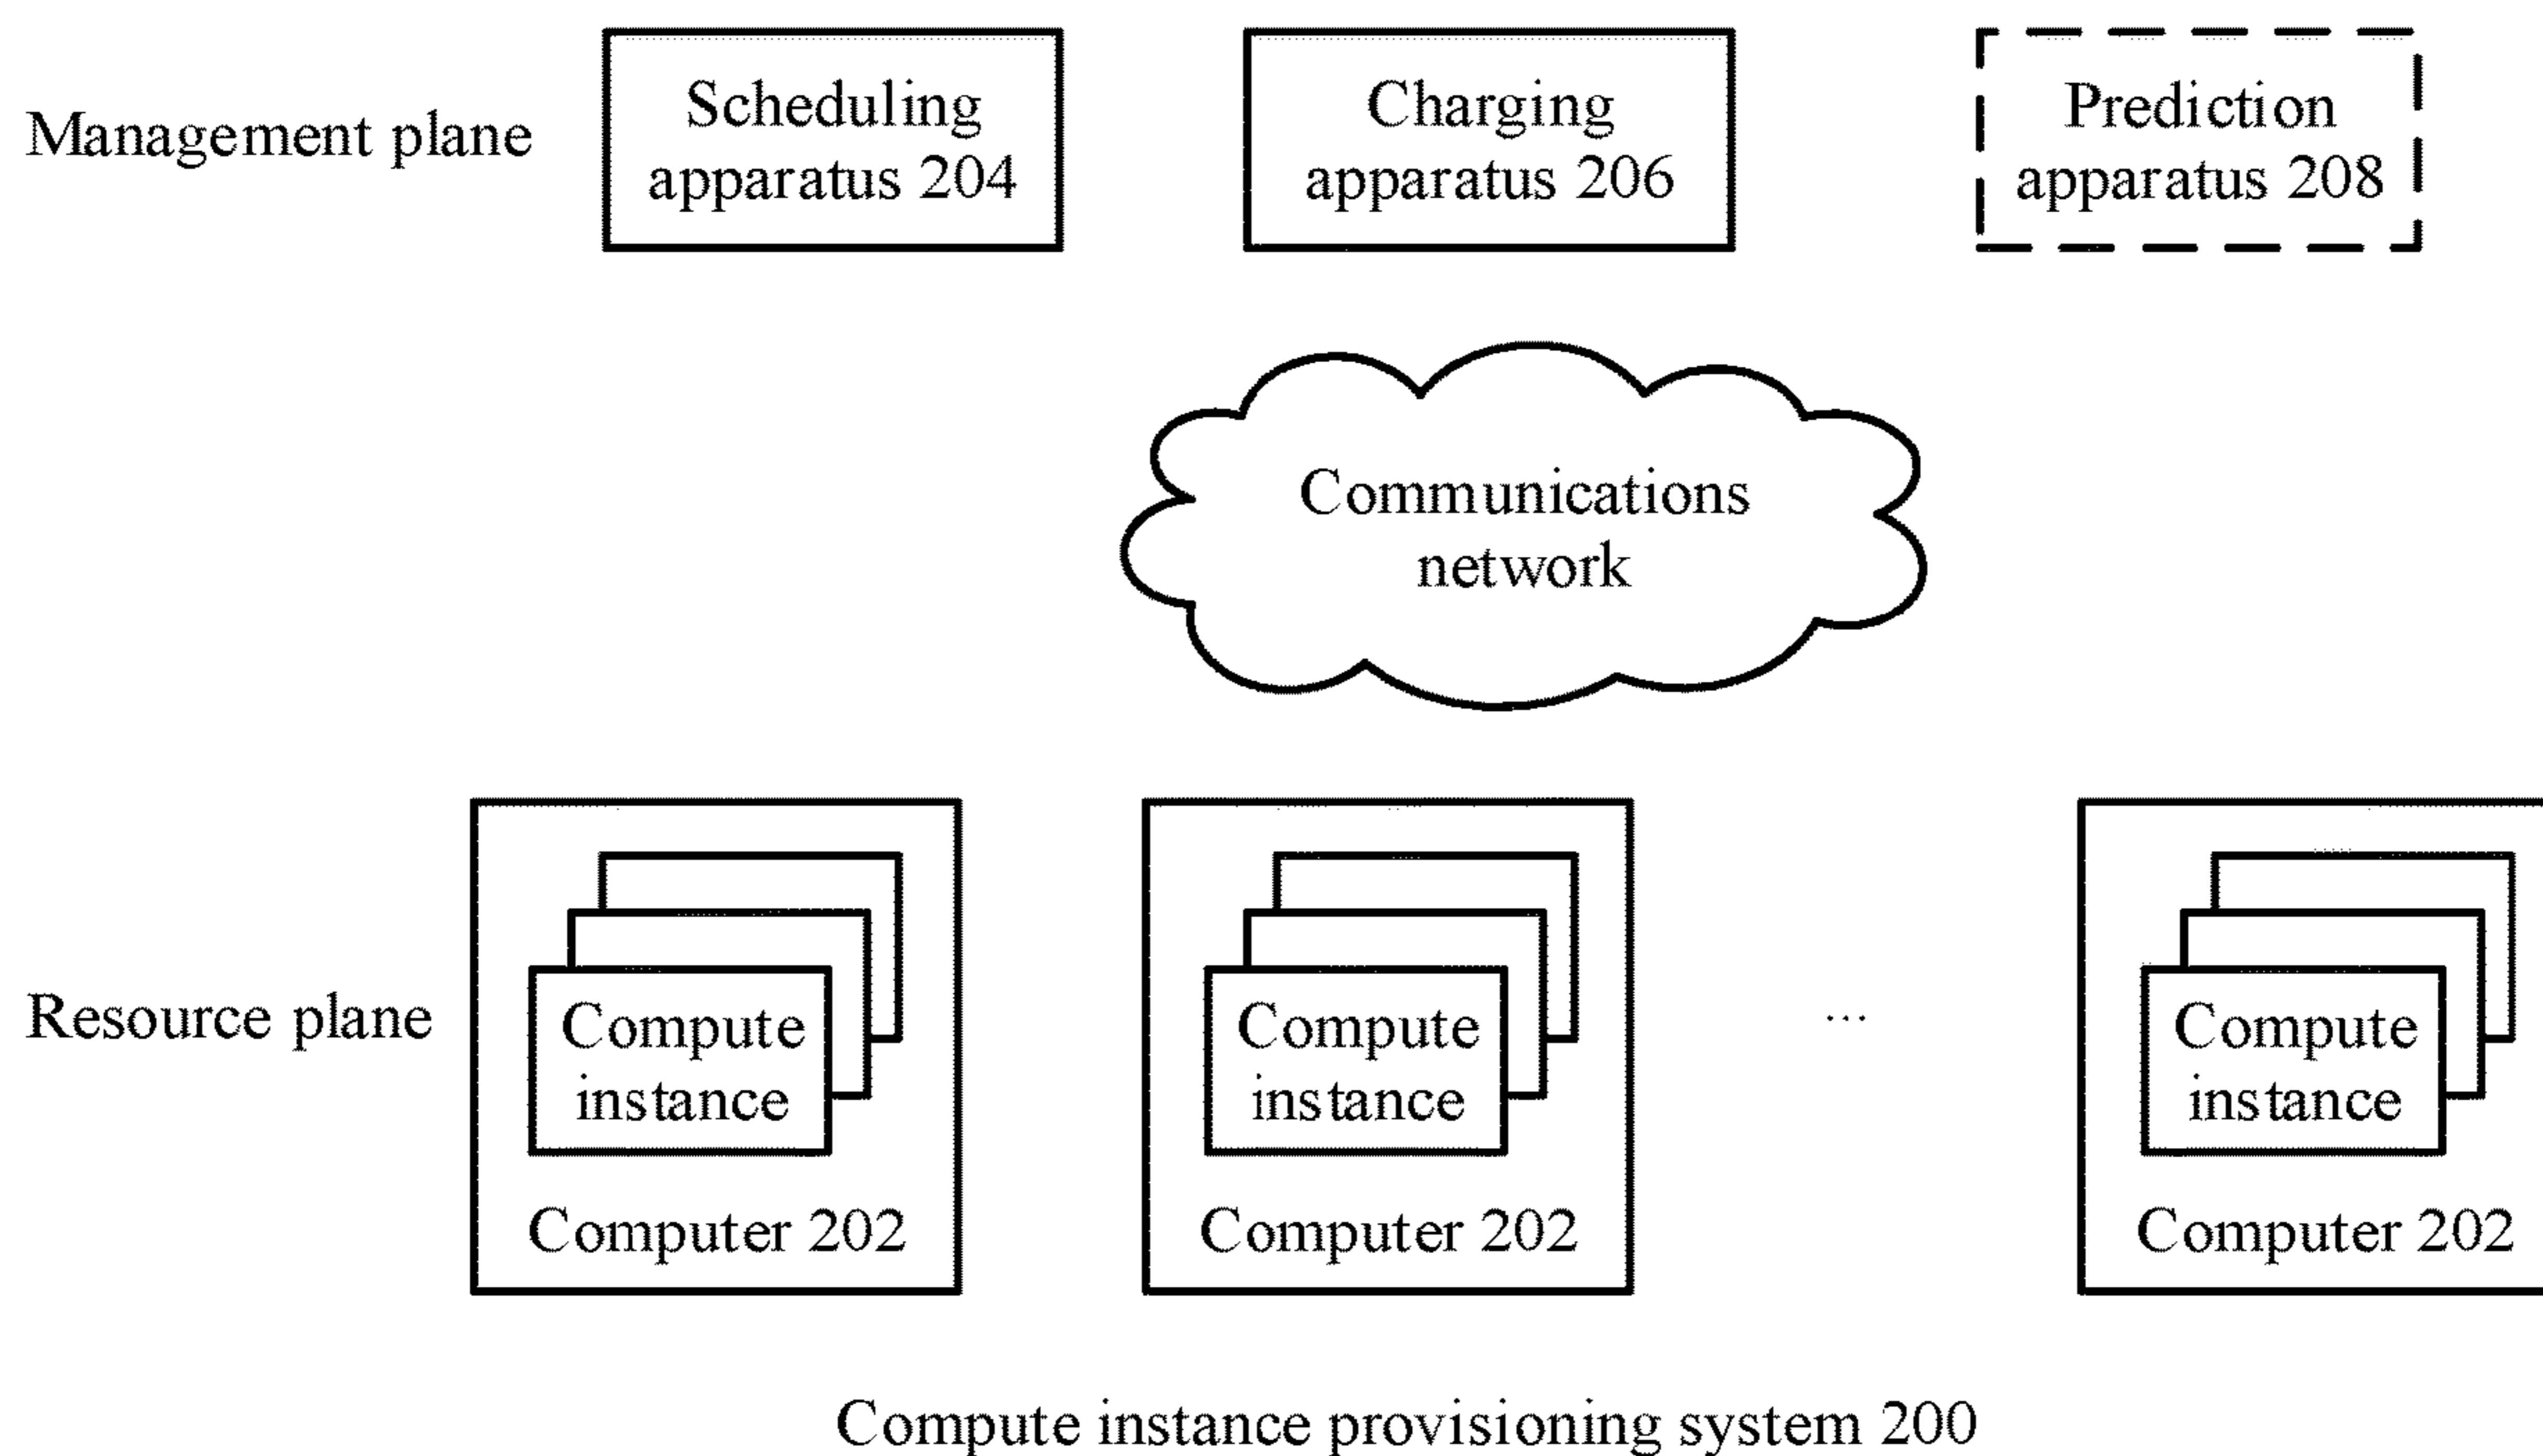 Management plane
Scheduling
apparatus 204
Charging
apparatus 206
Prediction
apparatus 208
Communications
network
Resource plane
Compute
instance
Computer 202
Compute
instance
Computer 202
...
Compute
instance
Computer 202
Compute instance provisioning system 200